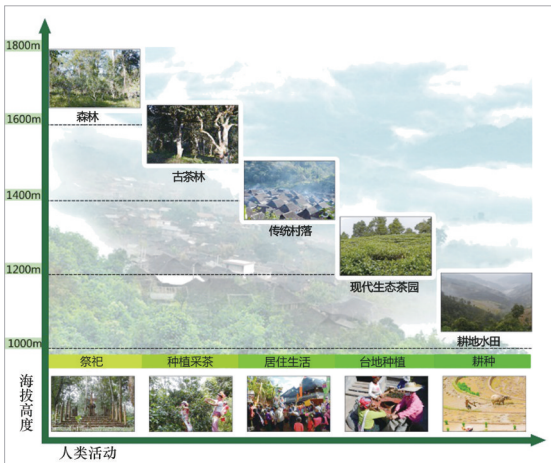 1800m
森林
1600m
古茶林
1400m
传统村落
1200m
现代生态茶园
耕地水田
1000m
祭祀 种植采茶 居住生活 台地种植 耕种
海拔高度
人类活动